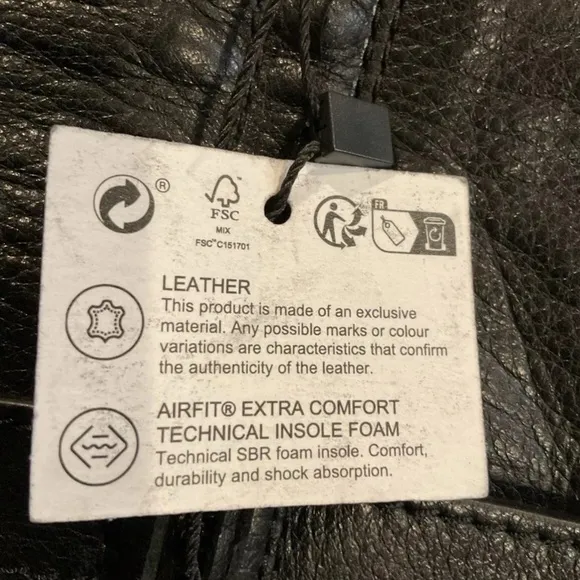 ®
FSC
MIX
FSC™C151701
FR
LEATHER
This product is made of an exclusive
material. Any possible marks or colour
variations are characteristics that confirm
the authenticity of the leather.
AIRFIT® EXTRA COMFORT
TECHNICAL INSOLE FOAM
Technical SBR foam insole. Comfort,
durability and shock absorption.